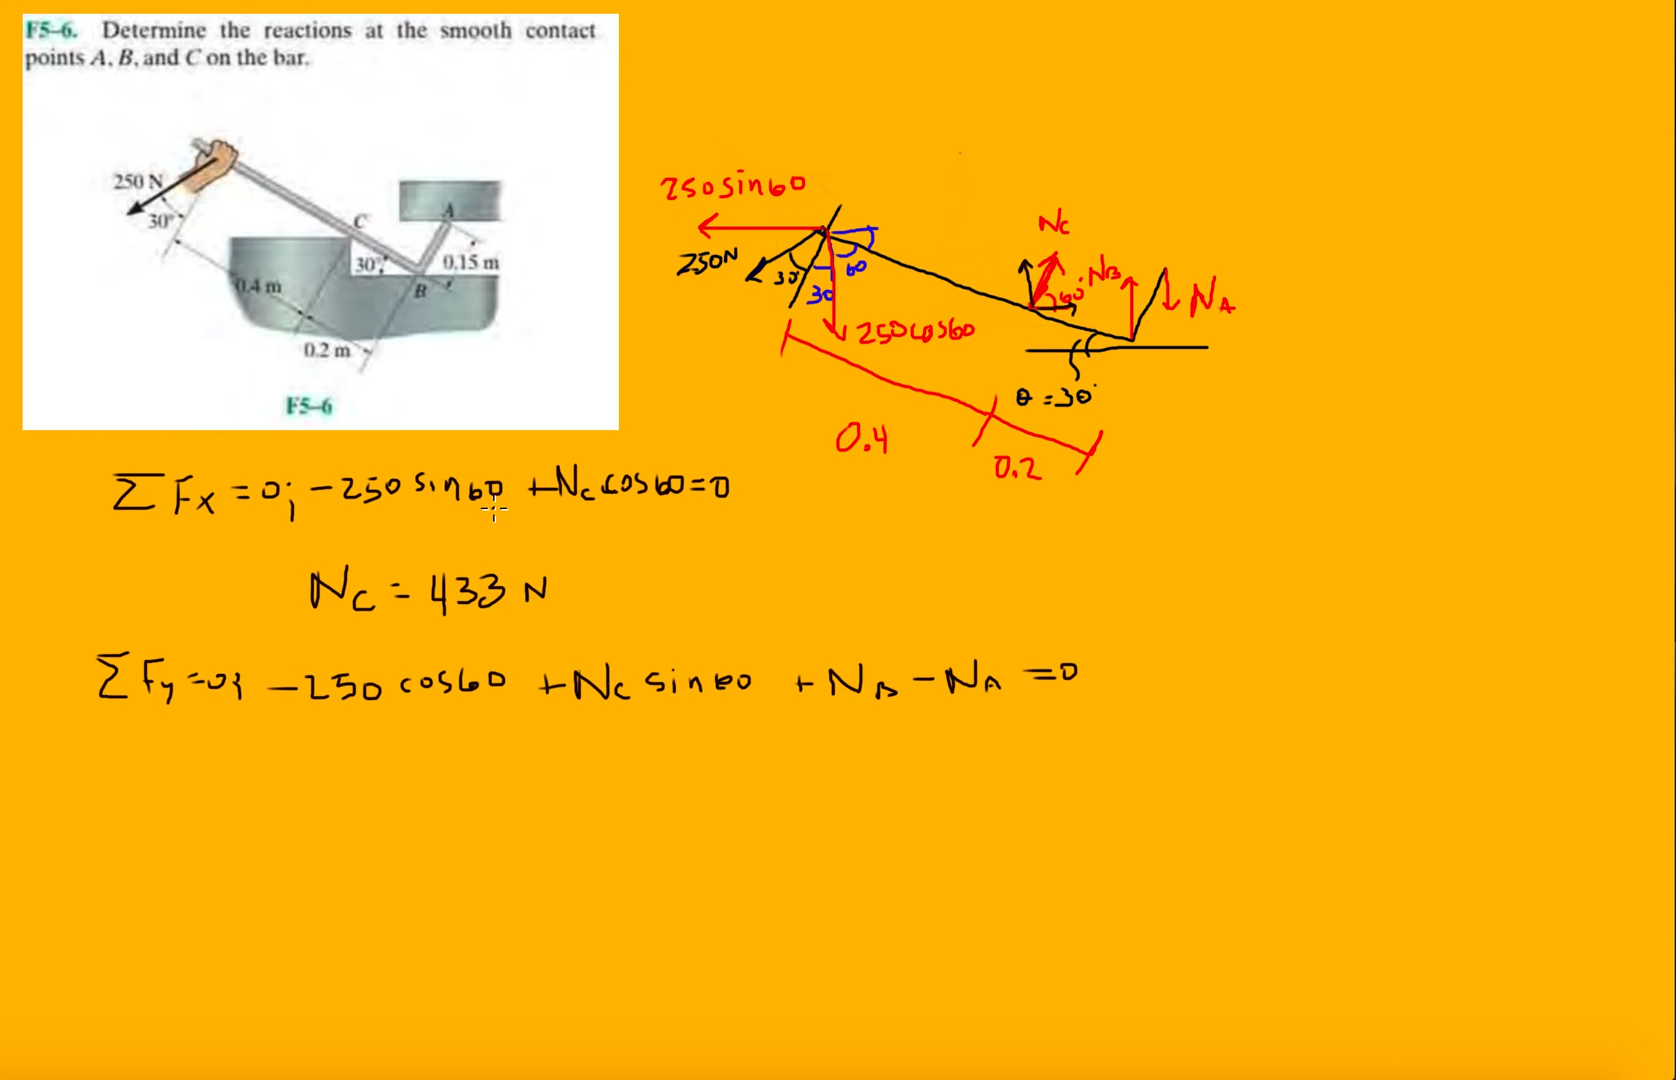 F5–6. Determine the reactions at the smooth contact
points A, B, and C on the bar.
250 N
30°
C
A
30°
0.15 m
0.4 m
B
0.2 m
F5–6
250sin60
250N
30°
30
60
250cos60
Nc
60°
NB
NA
θ = 30°
0.4
0.2
ΣFx = 0; -250 sin60 +Nc cos60=0
Nc = 433 N
ΣFy=0; -250 cos60 +Nc sin60 + NB - NA =0